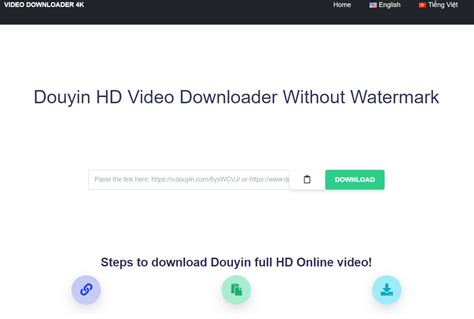 VIDEO DOWNLOADER 4K Home English Tiếng Việt
Douyin HD Video Downloader Without Watermark
Paste the link here: https://v.douyin.com/6ysWCVJ/ or https://www.do DOWNLOAD
Steps to download Douyin full HD Online video!